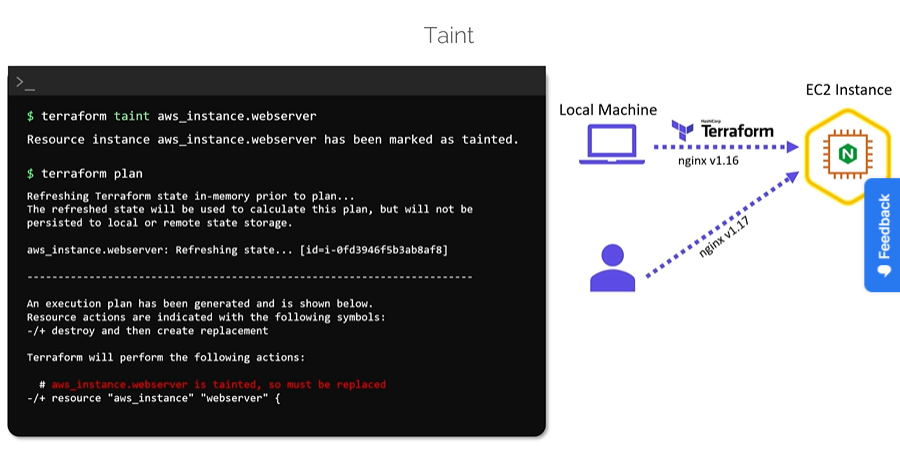 Taint
>_
$ terraform taint aws_instance.webserver
Resource instance aws_instance.webserver has been marked as tainted.
$ terraform plan
Refreshing Terraform state in-memory prior to plan...
The refreshed state will be used to calculate this plan, but will not be
persisted to local or remote state storage.
aws_instance.webserver: Refreshing state... [id=i-0fd3946f5b3ab8af8]
------------------------------------------------------------------------
An execution plan has been generated and is shown below.
Resource actions are indicated with the following symbols:
-/+ destroy and then create replacement
Terraform will perform the following actions:
# aws_instance.webserver is tainted, so must be replaced
-/+ resource "aws_instance" "webserver" {
EC2 Instance
Local Machine
HashiCorp
Terraform
nginx v1.16
N
nginx v1.17
Feedback